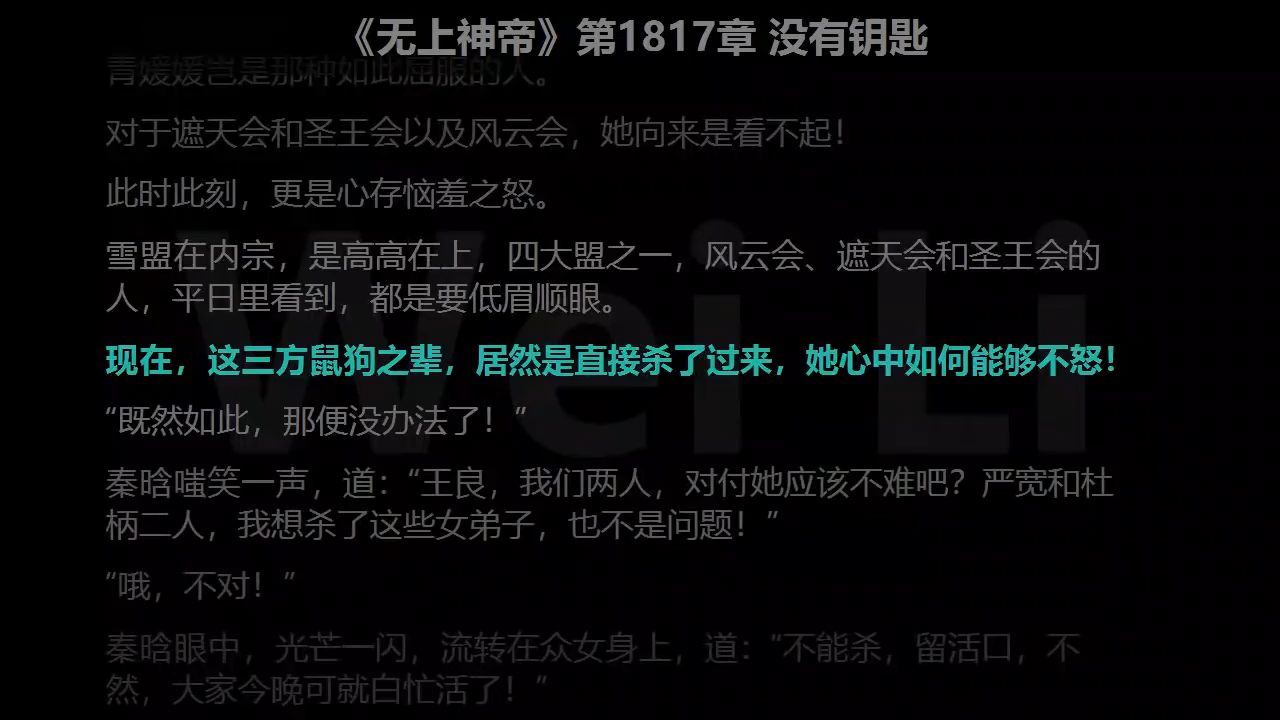 《无上神帝》第1817章 没有钥匙
青媛媛岂是那种如此屈服的人。
对于遮天会和圣王会以及风云会，她向来是看不起！
此时此刻，更是心存恼羞之怒。
雪盟在内宗，是高高在上，四大盟之一，风云会、遮天会和圣王会的
人，平日里看到，都是要低眉顺眼。
现在，这三方鼠狗之辈，居然是直接杀了过来，她心中如何能够不怒！
“既然如此，那便没办法了！”
秦晗嗤笑一声，道：“王良，我们两人，对付她应该不难吧？严宽和杜
柄二人，我想杀了这些女弟子，也不是问题！”
“哦，不对！”
秦晗眼中，光芒一闪，流转在众女身上，道：“不能杀，留活口，不
然，大家今晚可就白忙活了！”
Wei Li